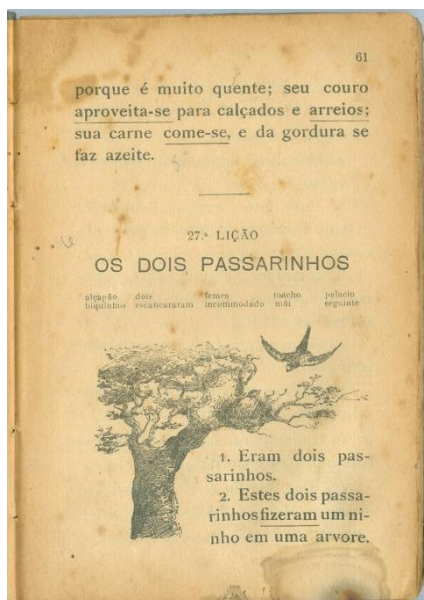 61
porque é muito quente; seu couro
aproveita-se para calçados e arreios;
sua carne come-se, e da gordura se
faz azeite.
27.ª LIÇÃO
OS DOIS PASSARINHOS
alçapão dois femea macho palacio
biquinhos escancararam incommodado mãi seguinte
1. Eram dois pas-
sarinhos.
2. Estes dois passa-
rinhos fizeram um ni-
nho em uma arvore.